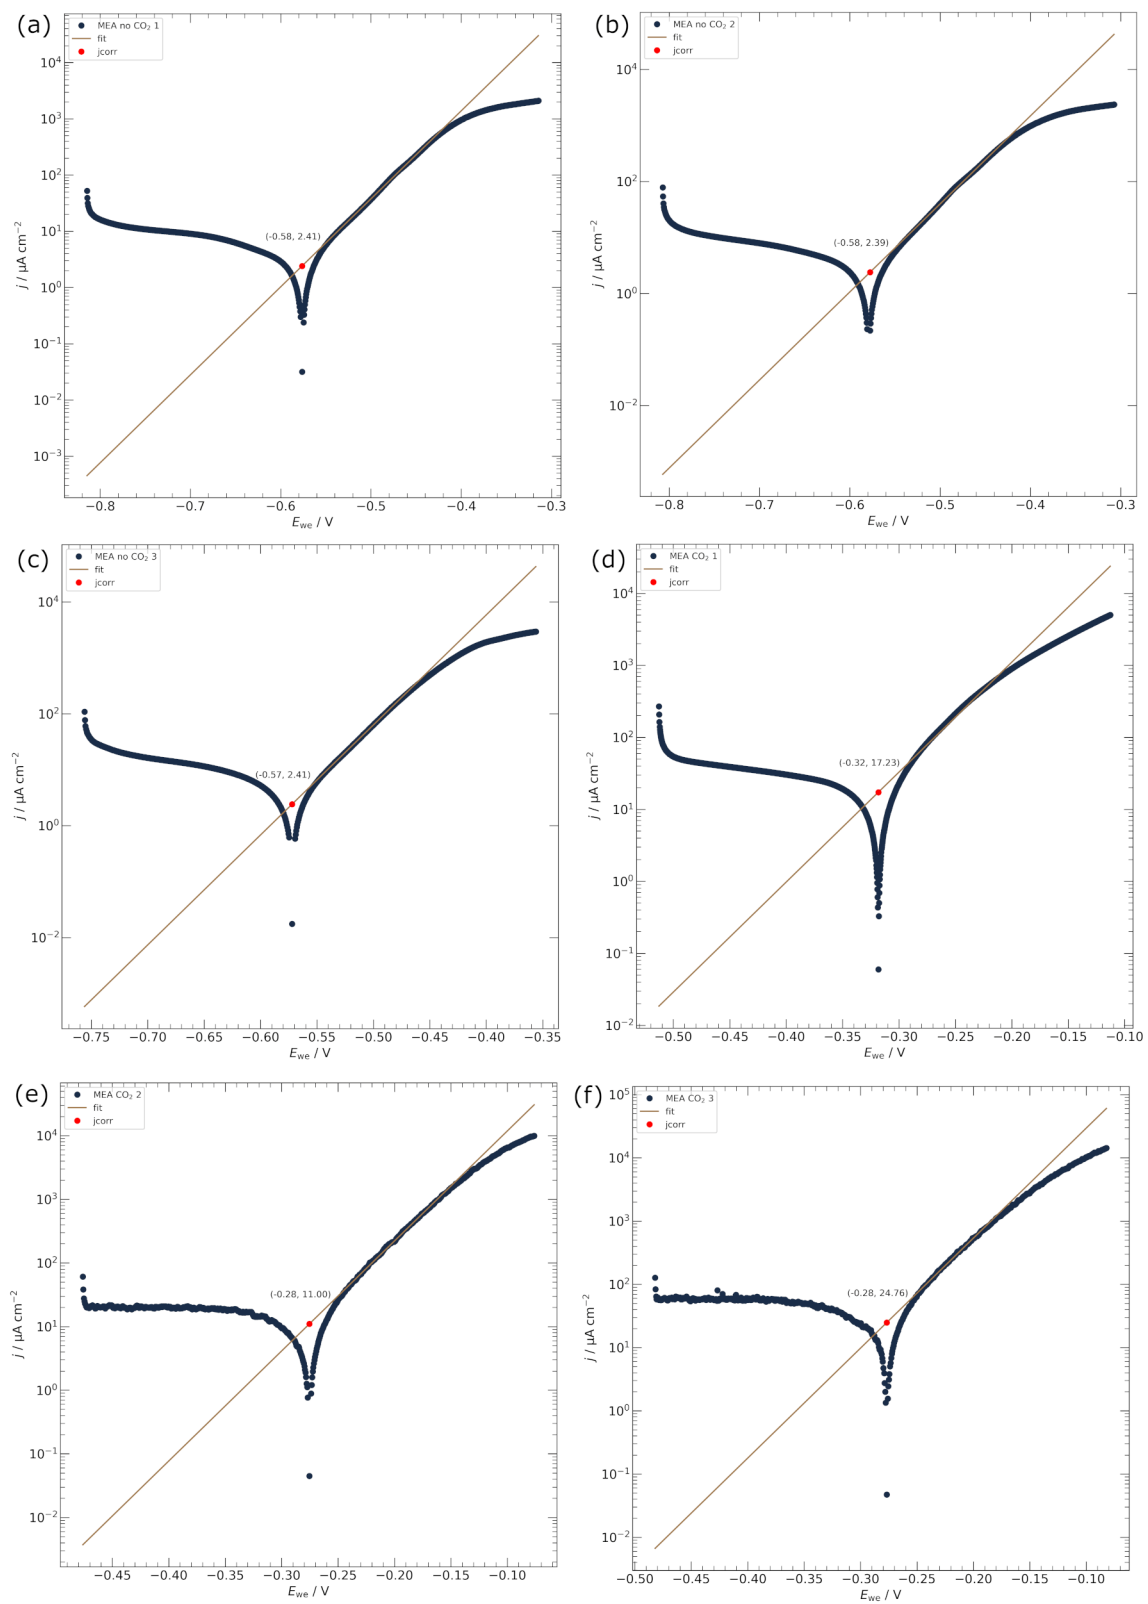 (a)
MEA no CO₂ 1
fit
jcorr
10⁴
10³
10²
10¹
10⁰
10⁻¹
10⁻²
10⁻³
j / μA cm⁻²
(-0.58, 2.41)
−0.8 −0.7 −0.6 −0.5 −0.4 −0.3
E_we / V
(b)
MEA no CO₂ 2
fit
jcorr
10⁴
10²
10⁰
10⁻²
j / μA cm⁻²
(-0.58, 2.39)
−0.8 −0.7 −0.6 −0.5 −0.4 −0.3
E_we / V
(c)
MEA no CO₂ 3
fit
jcorr
10⁴
10²
10⁰
10⁻²
j / μA cm⁻²
(-0.57, 2.41)
−0.75 −0.70 −0.65 −0.60 −0.55 −0.50 −0.45 −0.40 −0.35
E_we / V
(d)
MEA CO₂ 1
fit
jcorr
10⁴
10³
10²
10¹
10⁰
10⁻¹
10⁻²
j / μA cm⁻²
(-0.32, 17.23)
−0.50 −0.45 −0.40 −0.35 −0.30 −0.25 −0.20 −0.15 −0.10
E_we / V
(e)
MEA CO₂ 2
fit
jcorr
10⁴
10³
10²
10¹
10⁰
10⁻¹
10⁻²
j / μA cm⁻²
(-0.28, 11.00)
−0.45 −0.40 −0.35 −0.30 −0.25 −0.20 −0.15 −0.10
E_we / V
(f)
MEA CO₂ 3
fit
jcorr
10⁵
10⁴
10³
10²
10¹
10⁰
10⁻¹
10⁻²
j / μA cm⁻²
(-0.28, 24.76)
−0.50 −0.45 −0.40 −0.35 −0.30 −0.25 −0.20 −0.15 −0.10
E_we / V